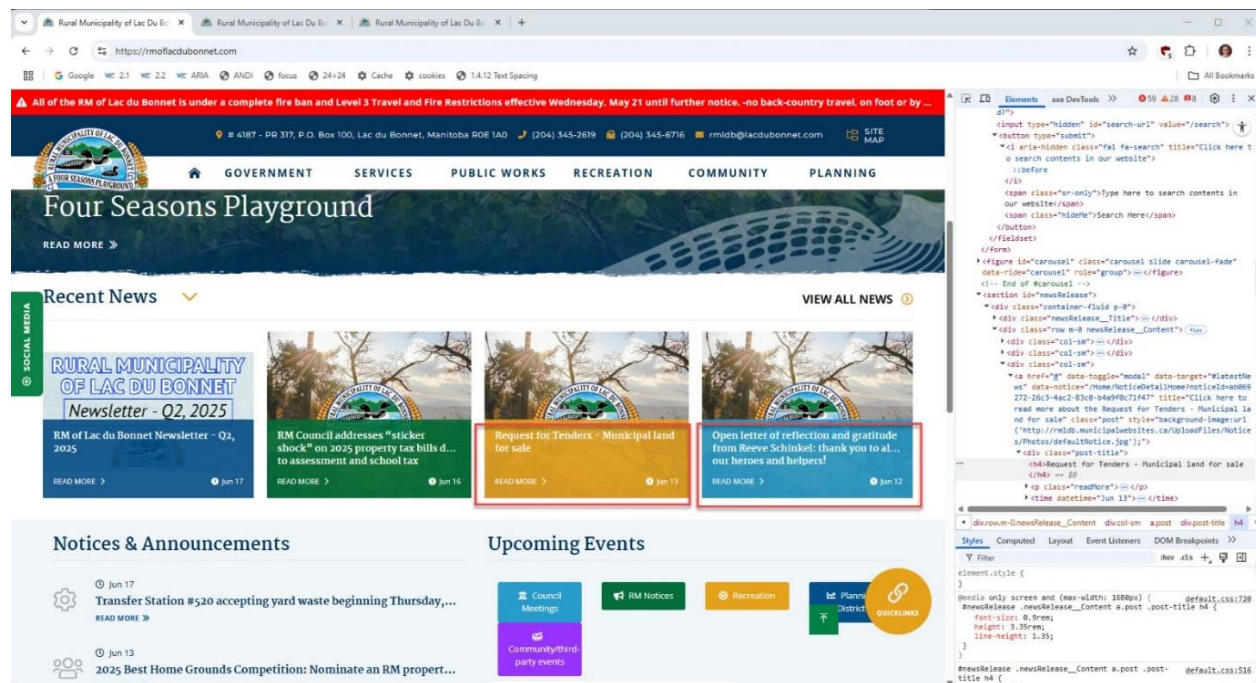 Rural Municipality of Lac Du Bo
Rural Municipality of Lac Du Bo
Rural Municipality of Lac Du Bo
https://rmoflacdubonnet.com
Google WC 2.1 WC 2.2 WC ARIA ANDI focus 24×24 Cache cookies 1.4.12 Text Spacing
All Bookmarks
All of the RM of Lac du Bonnet is under a complete fire ban and Level 3 Travel and Fire Restrictions effective Wednesday, May 21 until further notice. -no back-country travel, on foot or by ...
# 4187 - PR 317, P.O. Box 100, Lac du Bonnet, Manitoba R0E 1A0 (204) 345-2619 (204) 345-6716 rmldb@lacdubonnet.com SITE MAP
GOVERNMENT SERVICES PUBLIC WORKS RECREATION COMMUNITY PLANNING
A FOUR SEASONS PLAYGROUND
Four Seasons Playground
READ MORE
SOCIAL MEDIA
Recent News
VIEW ALL NEWS
RURAL MUNICIPALITY
OF LAC DU BONNET
Newsletter - Q2, 2025
RM of Lac du Bonnet Newsletter – Q2,
2025
READ MORE Jun 17
RM Council addresses “sticker
shock” on 2025 property tax bills d...
to assessment and school tax
READ MORE Jun 16
Request for Tenders - Municipal land
for sale
READ MORE Jun 13
Open letter of reflection and gratitude
from Reeve Schinkel: thank you to al...
our heroes and helpers!
READ MORE Jun 12
Notices & Announcements
Jun 17
Transfer Station #520 accepting yard waste beginning Thursday,...
READ MORE
Jun 13
2025 Best Home Grounds Competition: Nominate an RM propert...
Upcoming Events
Council
Meetings
RM Notices
Recreation
Planni
District
Community/third-
party events
QUICKLINKS
Elements axe DevTools 59 28 8
d3">
<input type="hidden" id="search-url" value="/search">
<button type="submit">
<i aria-hidden class="fal fa-search" title="Click here t
o search contents in our website">
::before
</i>
<span class="sr-only">Type here to search contents in
our website</span>
<span class="hideMe">Search Here</span>
</button>
</fieldset>
</form>
<figure id="carousel" class="carousel slide carousel-fade"
data-ride="carousel" role="group"></figure>
<!-- End of #carousel -->
<section id="newsRelease">
<div class="container-fluid p-0">
<div class="newsRelease__Title"></div>
<div class="row m-0 newsRelease__Content"> flex
<div class="col-sm"></div>
<div class="col-sm"></div>
<div class="col-sm">
<a href="#" data-toggle="modal" data-target="#latestNe
ws" data-notice="/Home/NoticeDetailHome?noticeId=ab069
272-26c3-4ac2-83c0-b4a9f0c71f47" title="Click here to
read more about the Request for Tenders - Municipal la
nd for sale" class="post" style="background-image:url
('http://rmldb.municipalwebsites.ca/UploadFiles/Notice
s/Photos/defaultNotice.jpg');">
<div class="post-title">
<h4>Request for Tenders - Municipal land for sale
</h4> == $0
<p class="readMore"></p>
<time datetime="Jun 13"></time>
div.row.m-0.newsRelease__Content div.col-sm a.post div.post-title h4
Styles Computed Layout Event Listeners DOM Breakpoints
Filter :hov .cls
element.style {
}
@media only screen and (max-width: 1680px) { default.css:720
#newsRelease .newsRelease__Content a.post .post-title h4 {
font-size: 0.9rem;
height: 3.35rem;
line-height: 1.35;
}
}
#newsRelease .newsRelease__Content a.post .post- default.css:516
title h4 {